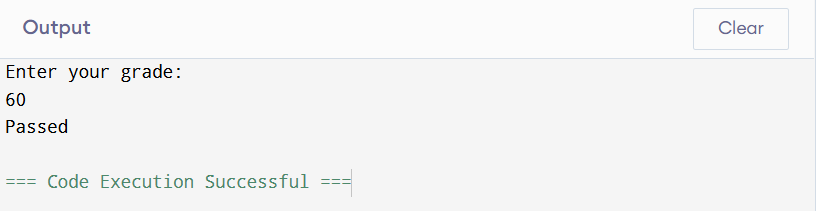 Output
Clear
Enter your grade:
60
Passed
=== Code Execution Successful ===